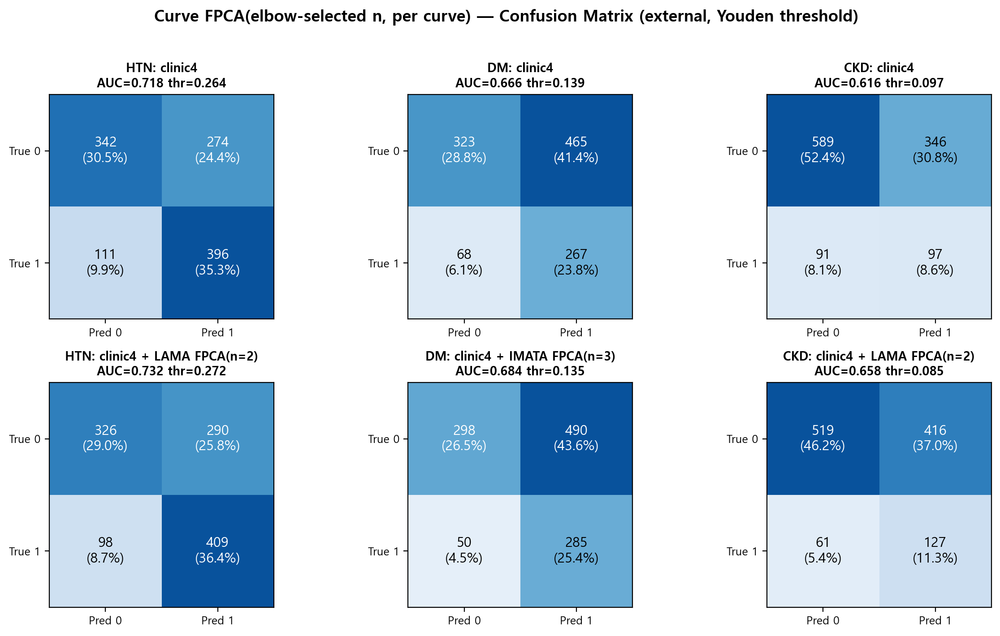 Curve FPCA(elbow-selected n, per curve) — Confusion Matrix (external, Youden threshold)
HTN: clinic4
AUC=0.718 thr=0.264
True 0
342
(30.5%)
274
(24.4%)
True 1
111
(9.9%)
396
(35.3%)
Pred 0
Pred 1
DM: clinic4
AUC=0.666 thr=0.139
True 0
323
(28.8%)
465
(41.4%)
True 1
68
(6.1%)
267
(23.8%)
Pred 0
Pred 1
CKD: clinic4
AUC=0.616 thr=0.097
True 0
589
(52.4%)
346
(30.8%)
True 1
91
(8.1%)
97
(8.6%)
Pred 0
Pred 1
HTN: clinic4 + LAMA FPCA(n=2)
AUC=0.732 thr=0.272
True 0
326
(29.0%)
290
(25.8%)
True 1
98
(8.7%)
409
(36.4%)
Pred 0
Pred 1
DM: clinic4 + IMATA FPCA(n=3)
AUC=0.684 thr=0.135
True 0
298
(26.5%)
490
(43.6%)
True 1
50
(4.5%)
285
(25.4%)
Pred 0
Pred 1
CKD: clinic4 + LAMA FPCA(n=2)
AUC=0.658 thr=0.085
True 0
519
(46.2%)
416
(37.0%)
True 1
61
(5.4%)
127
(11.3%)
Pred 0
Pred 1